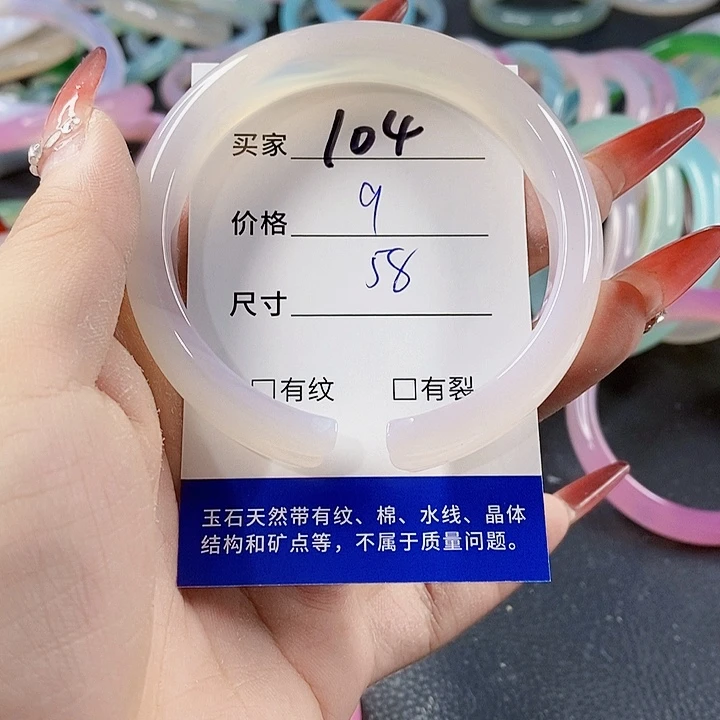 买家 104
价格 9
尺寸 58
□有纹 □有裂
玉石天然带有纹、棉、水线、晶体
结构和矿点等，不属于质量问题。